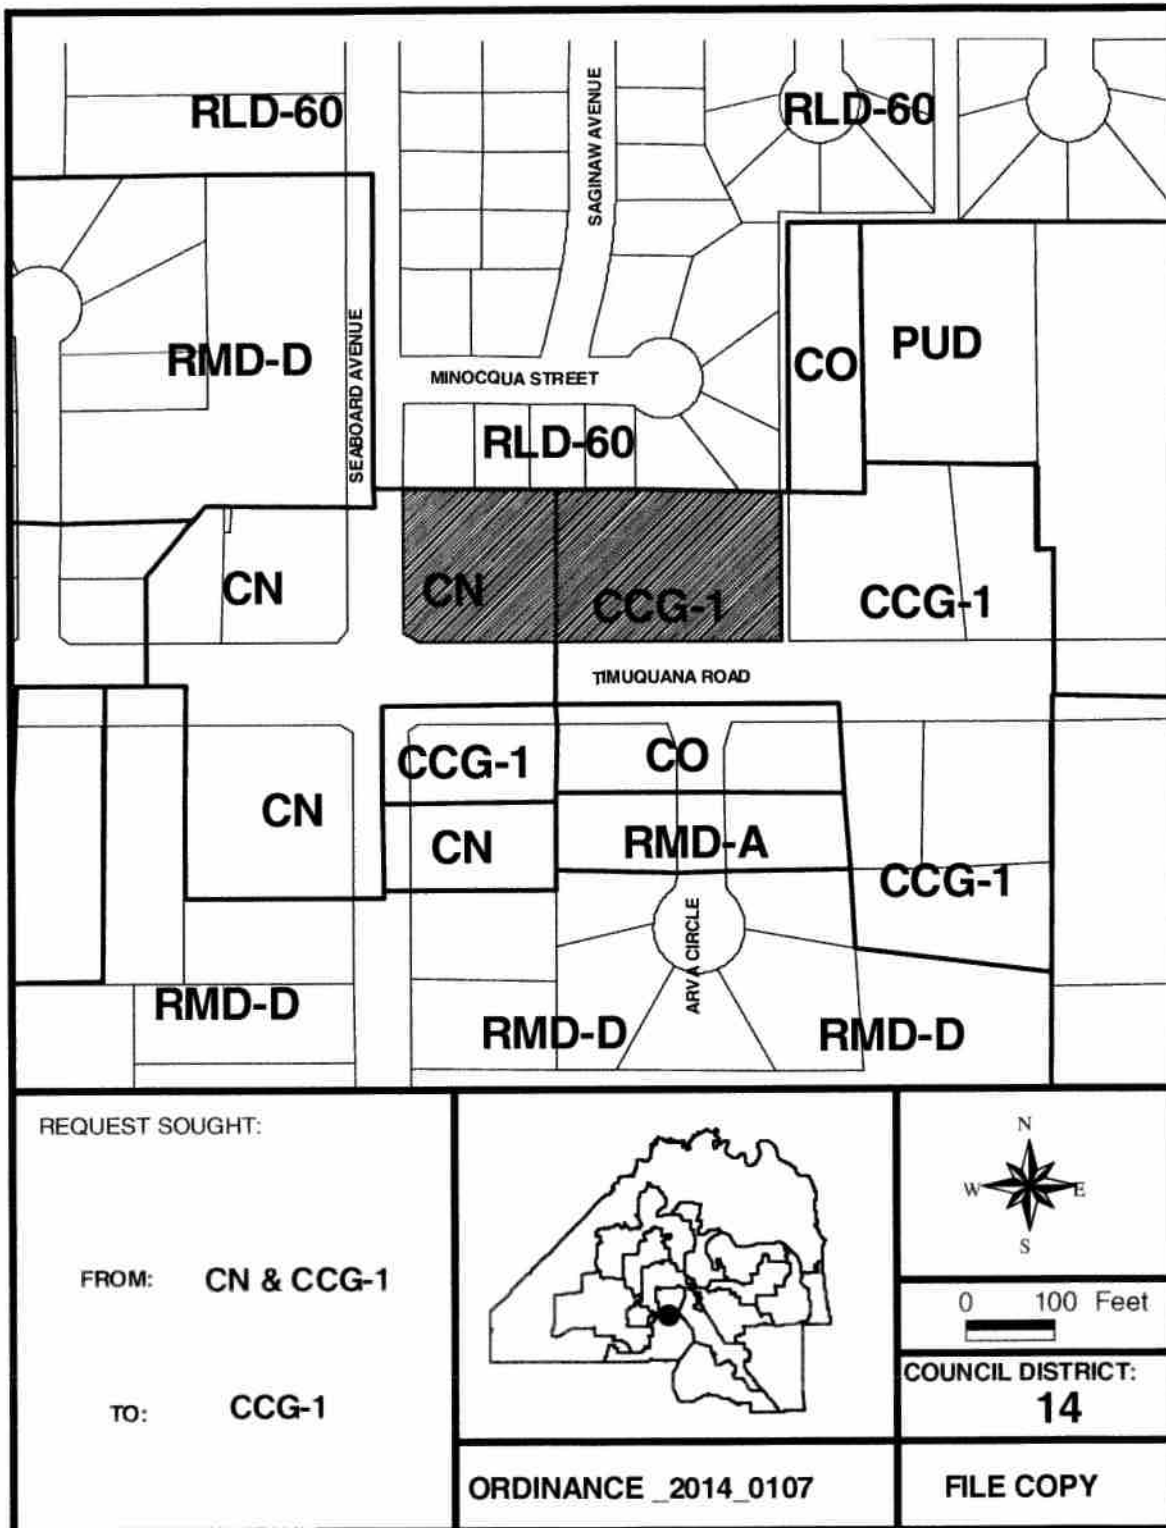 RLD-60
SAGINAW AVENUE
RLD-60
RMD-D
SEABOARD AVENUE
MINOCQUA STREET
CO
PUD
RLD-60
CN
CN
CCG-1
CCG-1
TIMUQUANA ROAD
CCG-1
CO
CN
CN
RMD-A
CCG-1
ARVA CIRCLE
RMD-D
RMD-D
RMD-D
REQUEST SOUGHT:
FROM: CN & CCG-1
TO: CCG-1
N
W E
S
0 100 Feet
COUNCIL DISTRICT:
14
ORDINANCE _2014_0107
FILE COPY